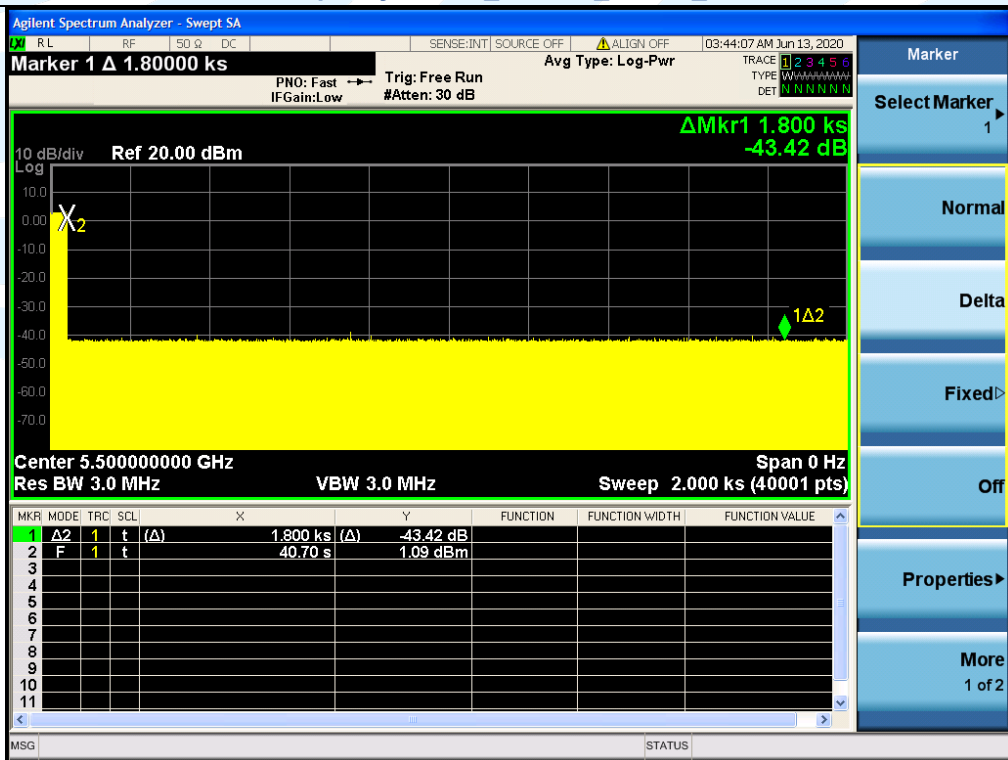 Agilent Spectrum Analyzer - Swept SA
LXI RL RF 50 Ω DC SENSE:INT SOURCE OFF ALIGN OFF 03:44:07 AM Jun 13, 2020
Marker 1 Δ 1.80000 ks
PNO: Fast
IFGain:Low
Trig: Free Run
#Atten: 30 dB
Avg Type: Log-Pwr
TRACE 1 2 3 4 5 6
TYPE WWWWWWW
DET N N N N N N
ΔMkr1 1.800 ks
-43.42 dB
10 dB/div Ref 20.00 dBm
Log
10.0
0.00
-10.0
-20.0
-30.0
-40.0
-50.0
-60.0
-70.0
X2
1Δ2
Center 5.500000000 GHz Span 0 Hz
Res BW 3.0 MHz VBW 3.0 MHz Sweep 2.000 ks (40001 pts)
MKR MODE TRC SCL X Y FUNCTION FUNCTION WIDTH FUNCTION VALUE
1 Δ2 1 t (Δ) 1.800 ks (Δ) -43.42 dB
2 F 1 t 40.70 s 1.09 dBm
3
4
5
6
7
8
9
10
11
MSG STATUS
Marker
Select Marker
1
Normal
Delta
Fixed
Off
Properties
More
1 of 2